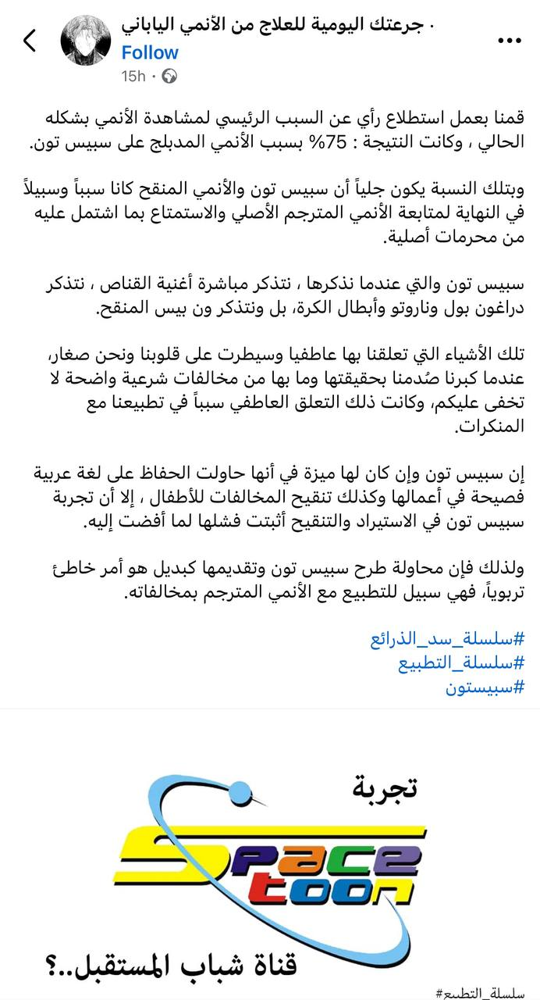 جرعتك اليومية للعلاج من الأنمي الياباني ·
Follow
15h ·
قمنا بعمل استطلاع رأي عن السبب الرئيسي لمشاهدة الأنمي بشكله
الحالي ، وكانت النتيجة : 75% بسبب الأنمي المدبلج على سبيس تون.
وبتلك النسبة يكون جلياً أن سبيس تون والأنمي المنقح كانا سبباً وسبيلاً
في النهاية لمتابعة الأنمي المترجم الأصلي والاستمتاع بما اشتمل عليه
من محرمات أصلية.
سبيس تون والتي عندما نذكرها ، نتذكر مباشرة أغنية القناص ، نتذكر
دراغون بول وناروتو وأبطال الكرة، بل ونتذكر ون بيس المنقح.
تلك الأشياء التي تعلقنا بها عاطفيا وسيطرت على قلوبنا ونحن صغار،
عندما كبرنا صُدمنا بحقيقتها وما بها من مخالفات شرعية واضحة لا
تخفى عليكم، وكانت ذلك التعلق العاطفي سبباً في تطبيعنا مع
المنكرات.
إن سبيس تون وإن كان لها ميزة في أنها حاولت الحفاظ على لغة عربية
فصيحة في أعمالها وكذلك تنقيح المخالفات للأطفال ، إلا أن تجربة
سبيس تون في الاستيراد والتنقيح أثبتت فشلها لما أفضت إليه.
ولذلك فإن محاولة طرح سبيس تون وتقديمها كبديل هو أمر خاطئ
تربوياً، فهي سبيل للتطبيع مع الأنمي المترجم بمخالفاته.
#سلسلة_سد_الذرائع
#سلسلة_التطبيع
#سبيستون
تجربة
Space
toon
قناة شباب المستقبل..؟
#سلسلة_التطبيع